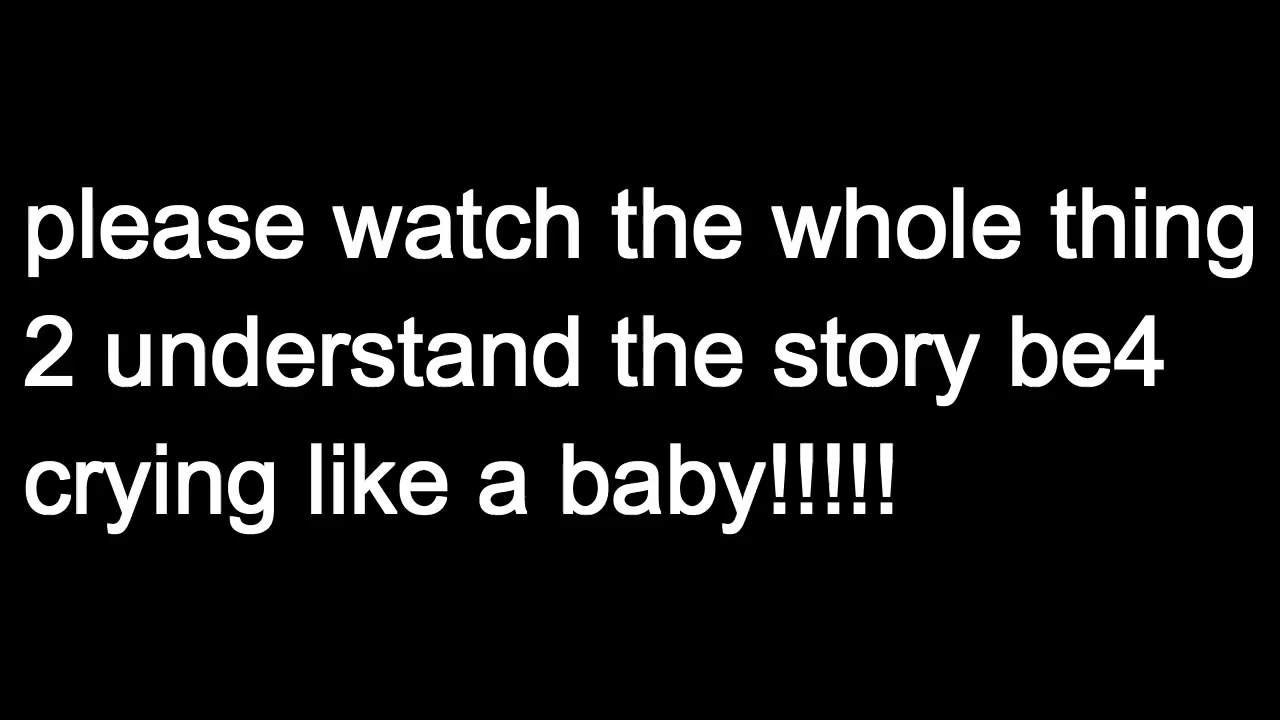 please watch the whole thing
2 understand the story be4
crying like a baby!!!!!